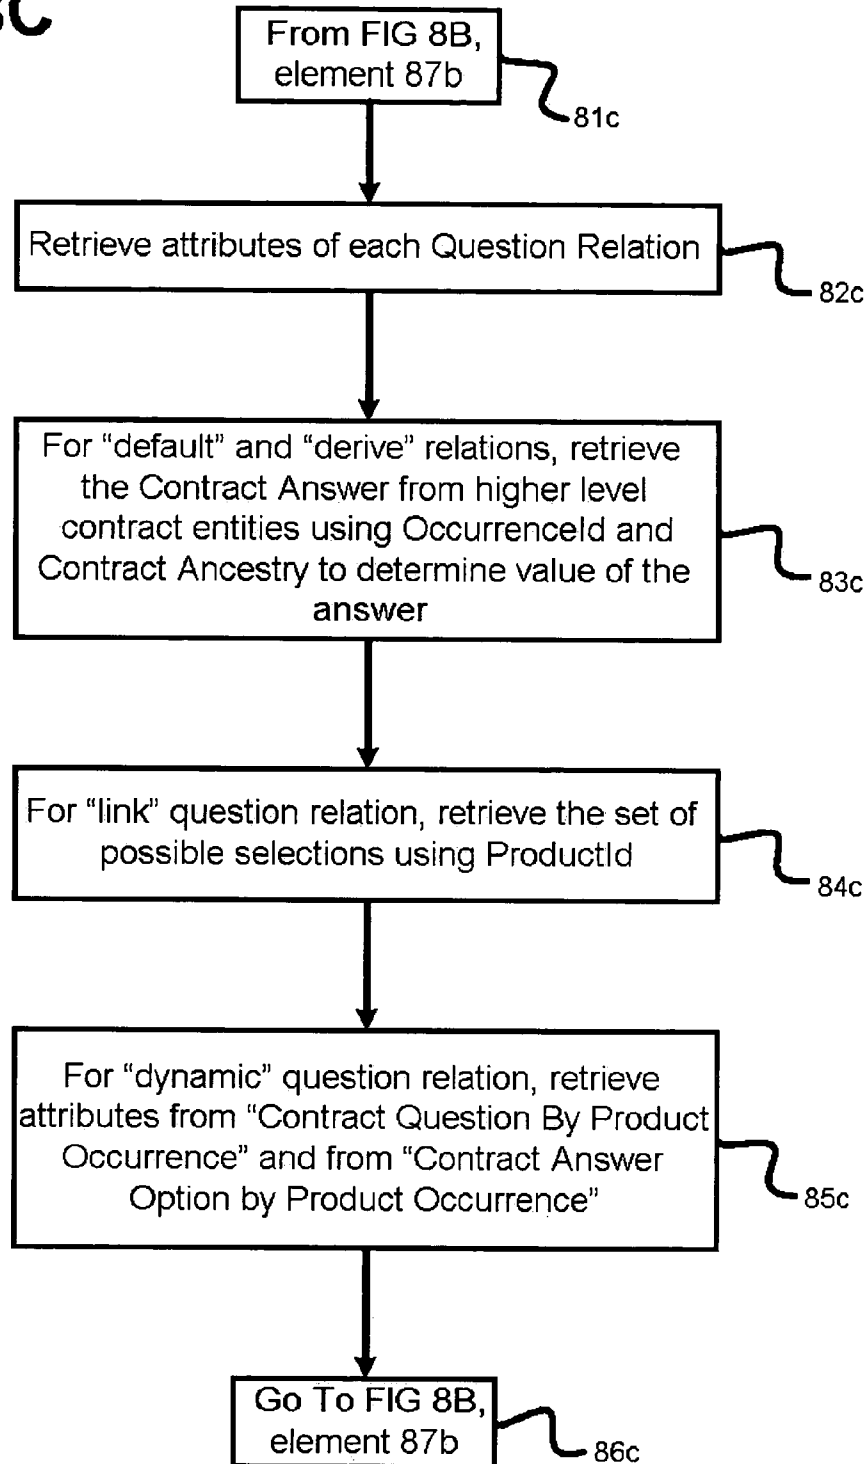 8C
From FIG 8B,
element 87b
81c
Retrieve attributes of each Question Relation
82c
For “default” and “derive” relations, retrieve
the Contract Answer from higher level
contract entities using OccurrenceId and
Contract Ancestry to determine value of the
answer
83c
For “link” question relation, retrieve the set of
possible selections using ProductId
84c
For “dynamic” question relation, retrieve
attributes from “Contract Question By Product
Occurrence” and from “Contract Answer
Option by Product Occurrence”
85c
Go To FIG 8B,
element 87b
86c